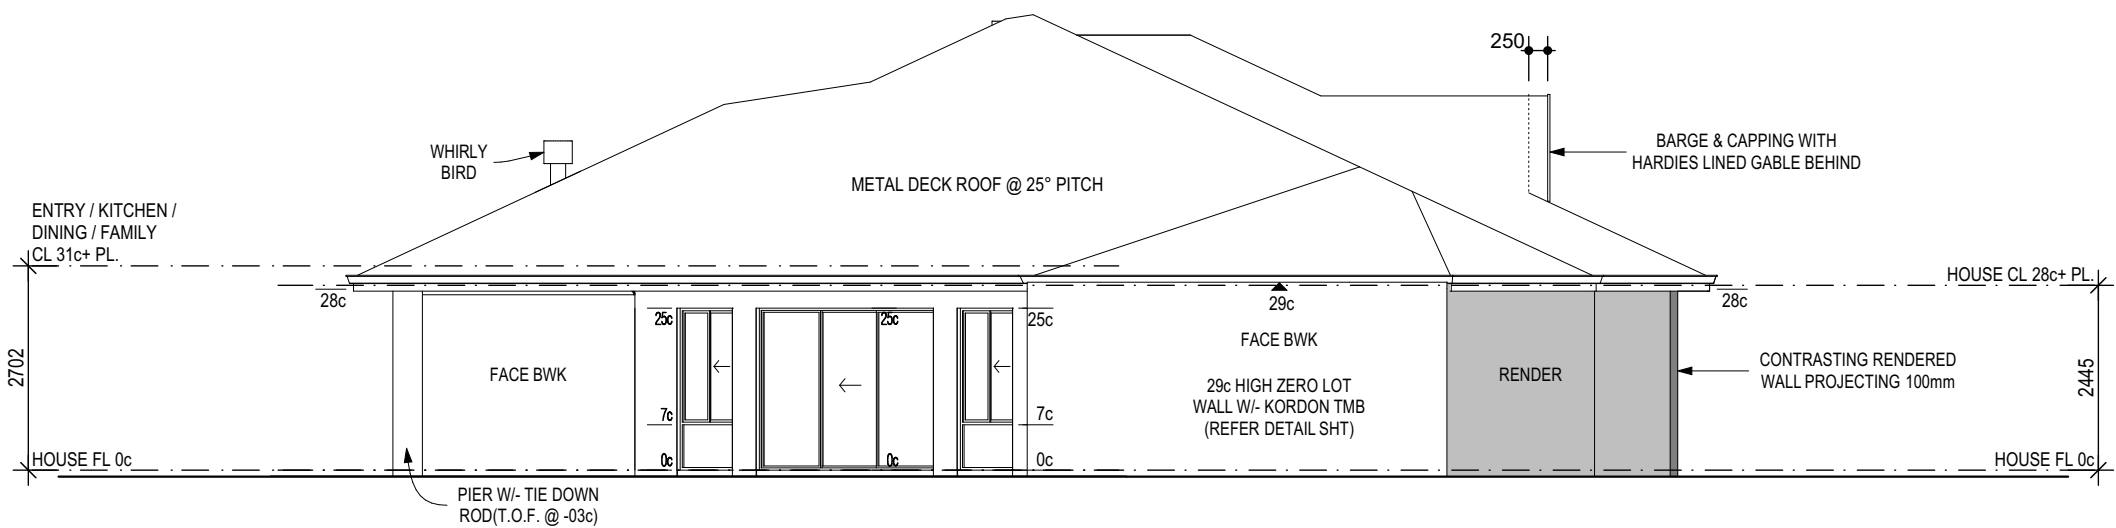 250
WHIRLY
BIRD
BARGE & CAPPING WITH
HARDIES LINED GABLE BEHIND
METAL DECK ROOF @ 25° PITCH
ENTRY / KITCHEN /
DINING / FAMILY
CL 31c+ PL.
HOUSE CL 28c+ PL.
28c
29c
28c
25c
25c
25c
FACE BWK
FACE BWK
29c HIGH ZERO LOT
WALL W/- KORDON TMB
(REFER DETAIL SHT)
RENDER
CONTRASTING RENDERED
WALL PROJECTING 100mm
2702
2445
7c
7c
HOUSE FL 0c
0c
0c
0c
HOUSE FL 0c
PIER W/- TIE DOWN
ROD(T.O.F. @ -03c)